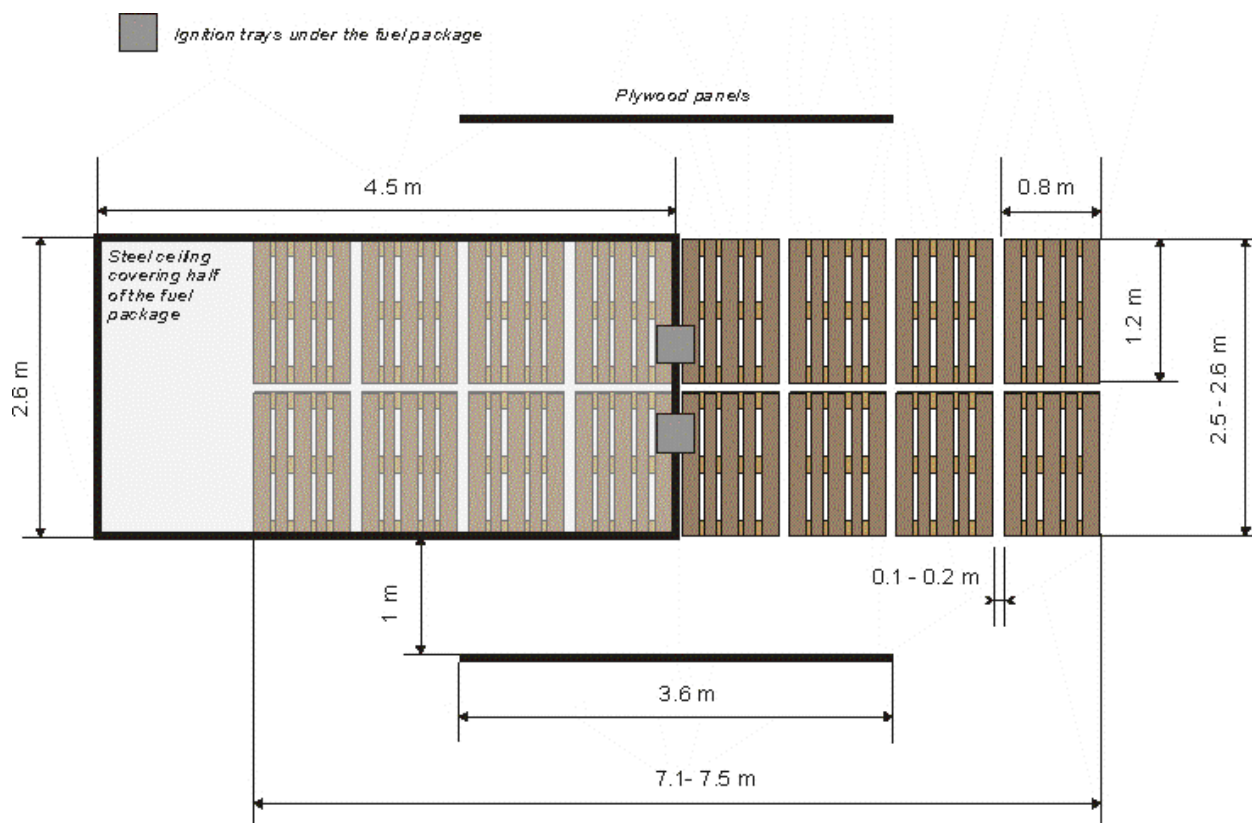 Ignition trays under the fuel package
Plywood panels
4.5 m
0.8 m
Steel ceiling
covering half
of the fuel
package
2.6 m
1.2 m
2.5 - 2.6 m
0.1 - 0.2 m
1 m
3.6 m
7.1- 7.5 m